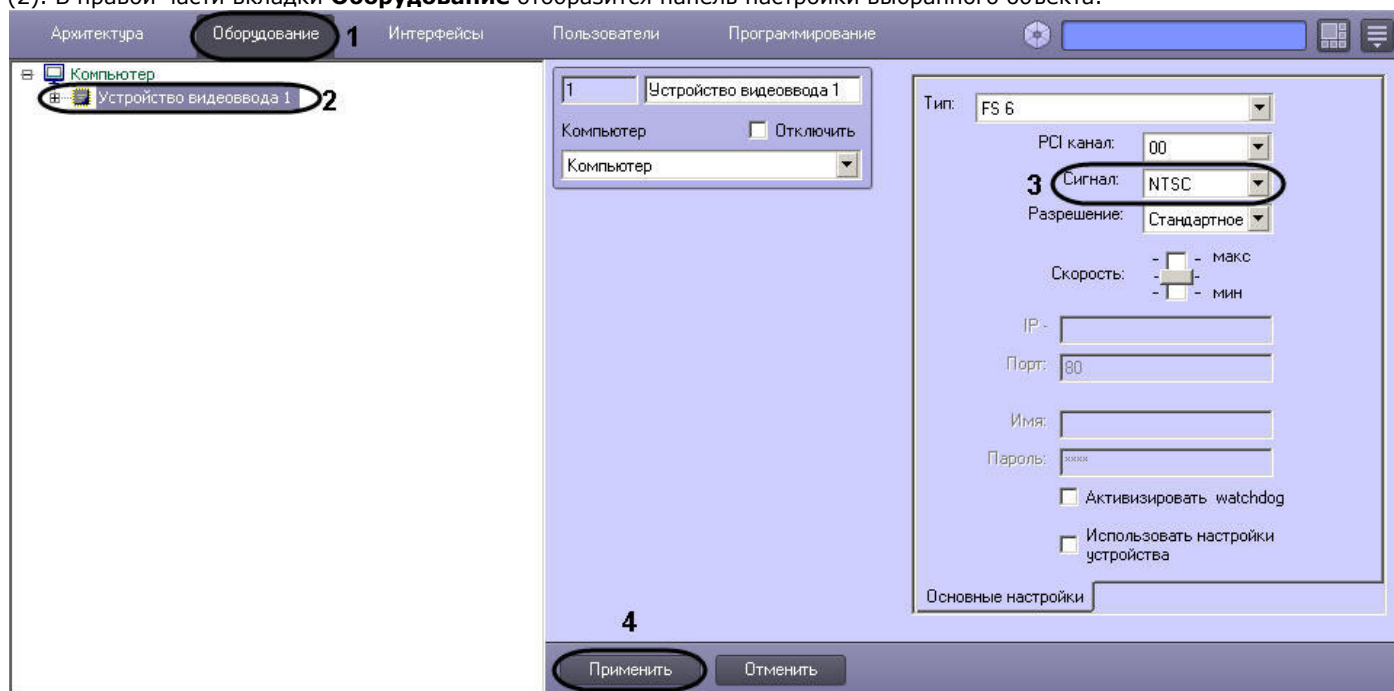 (2). В правой части вкладки Оборудование отобразится панель настройки выбранного объекта.
Архитектура Оборудование 1 Интерфейсы Пользователи Программирование
Компьютер
Устройство видеоввода 1 2
1 Устройство видеоввода 1
Компьютер Отключить
Компьютер
Тип: FS 6
PCI канал: 00
3 Сигнал: NTSC
Разрешение: Стандартное
Скорость:
- - макс
- -
- - мин
IP -
Порт: 80
Имя:
Пароль: xxxx
Активизировать watchdog
Использовать настройки
устройства
Основные настройки
4
Применить Отменить